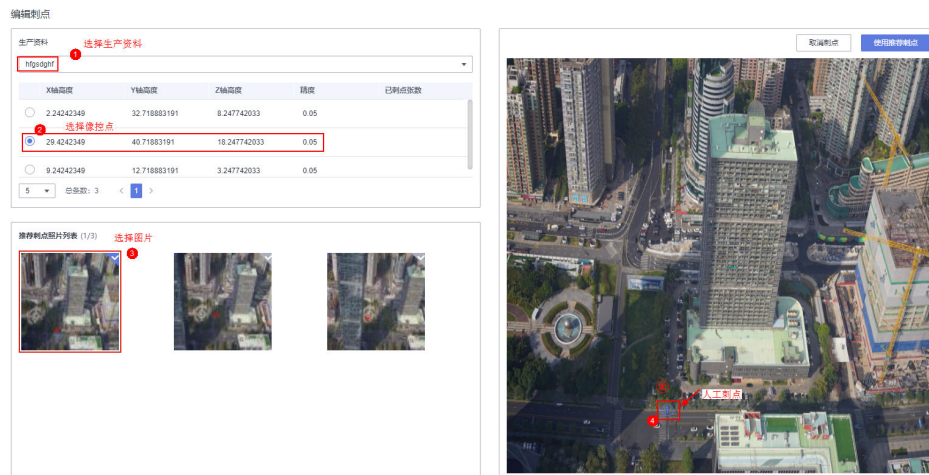 编辑刺点
生产资料
选择生产资料
1
hfgsdghf
X轴高度 Y轴高度 Z轴高度 精度 已刺点张数
2.24242349 32.718883191 8.247742033 0.05
2
选择像控点
29.4242349 40.71883191 18.247742033 0.05
9.24242349 12.718883191 3.247742033 0.05
5 总条数: 3 < 1 >
推荐刺点照片列表 (1/3)
选择图片
3
取消刺点 使用推荐刺点
人工刺点
4